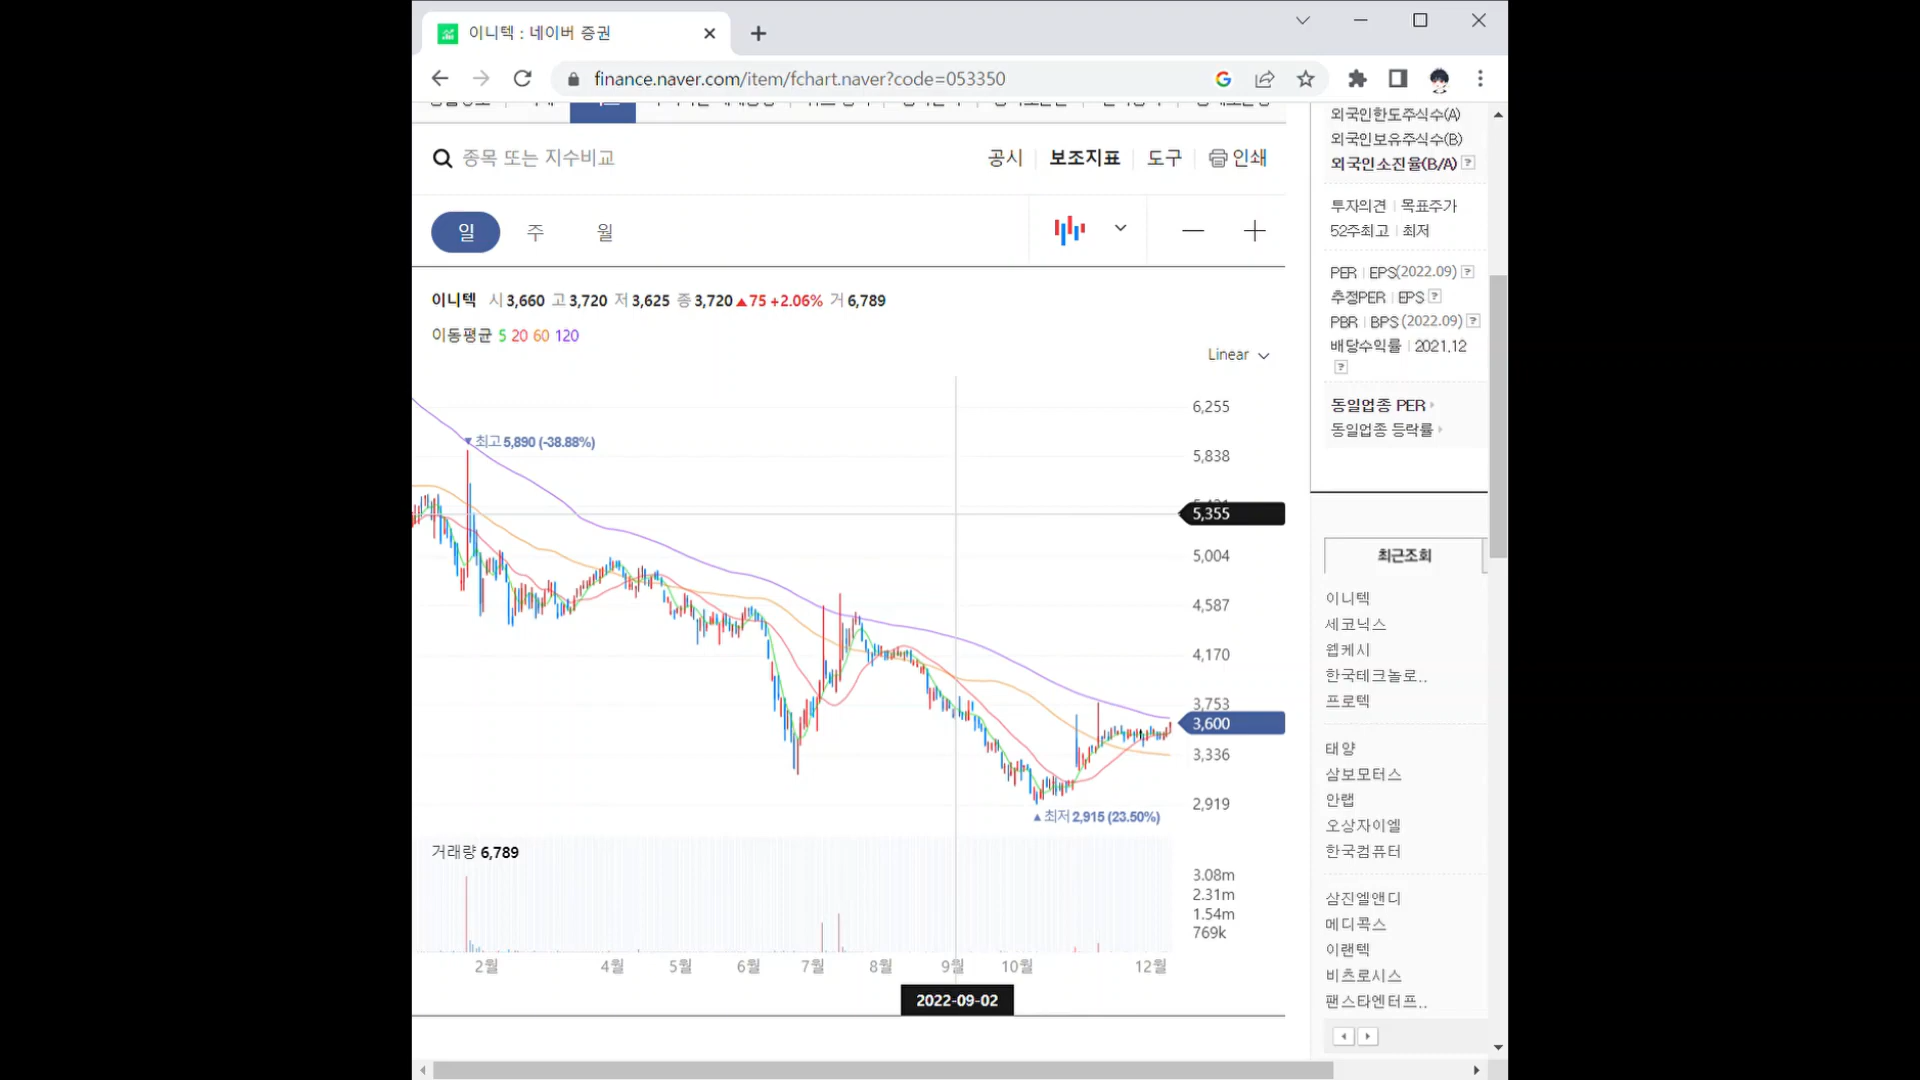 이니텍 : 네이버 증권
finance.naver.com/item/fchart.naver?code=053350
종목 또는 지수비교
공시 보조지표 도구 인쇄
일 주 월
이니텍 시 3,660 고 3,720 저 3,625 종 3,720 ▲75 +2.06% 거 6,789
이동평균 5 20 60 120
Linear
6,255
▼최고 5,890 (-38.88%)
5,838
5,355
5,004
4,587
4,170
3,753
3,600
3,336
2,919
▲최저 2,915 (23.50%)
거래량 6,789
3.08m
2.31m
1.54m
769k
2월 4월 5월 6월 7월 8월 9월 10월 12월
2022-09-02
외국인한도주식수(A)
외국인보유주식수(B)
외국인소진율(B/A) ?
투자의견 | 목표주가
52주최고 | 최저
PER | EPS(2022.09) ?
추정PER | EPS ?
PBR | BPS (2022.09) ?
배당수익률 | 2021.12
?
동일업종 PER
동일업종 등락률
최근조회
이니텍
세코닉스
웹케시
한국테크놀로..
프로텍
태양
삼보모터스
안랩
오상자이엘
한국컴퓨터
삼진엘앤디
메디콕스
이랜텍
비츠로시스
팬스타엔터프..